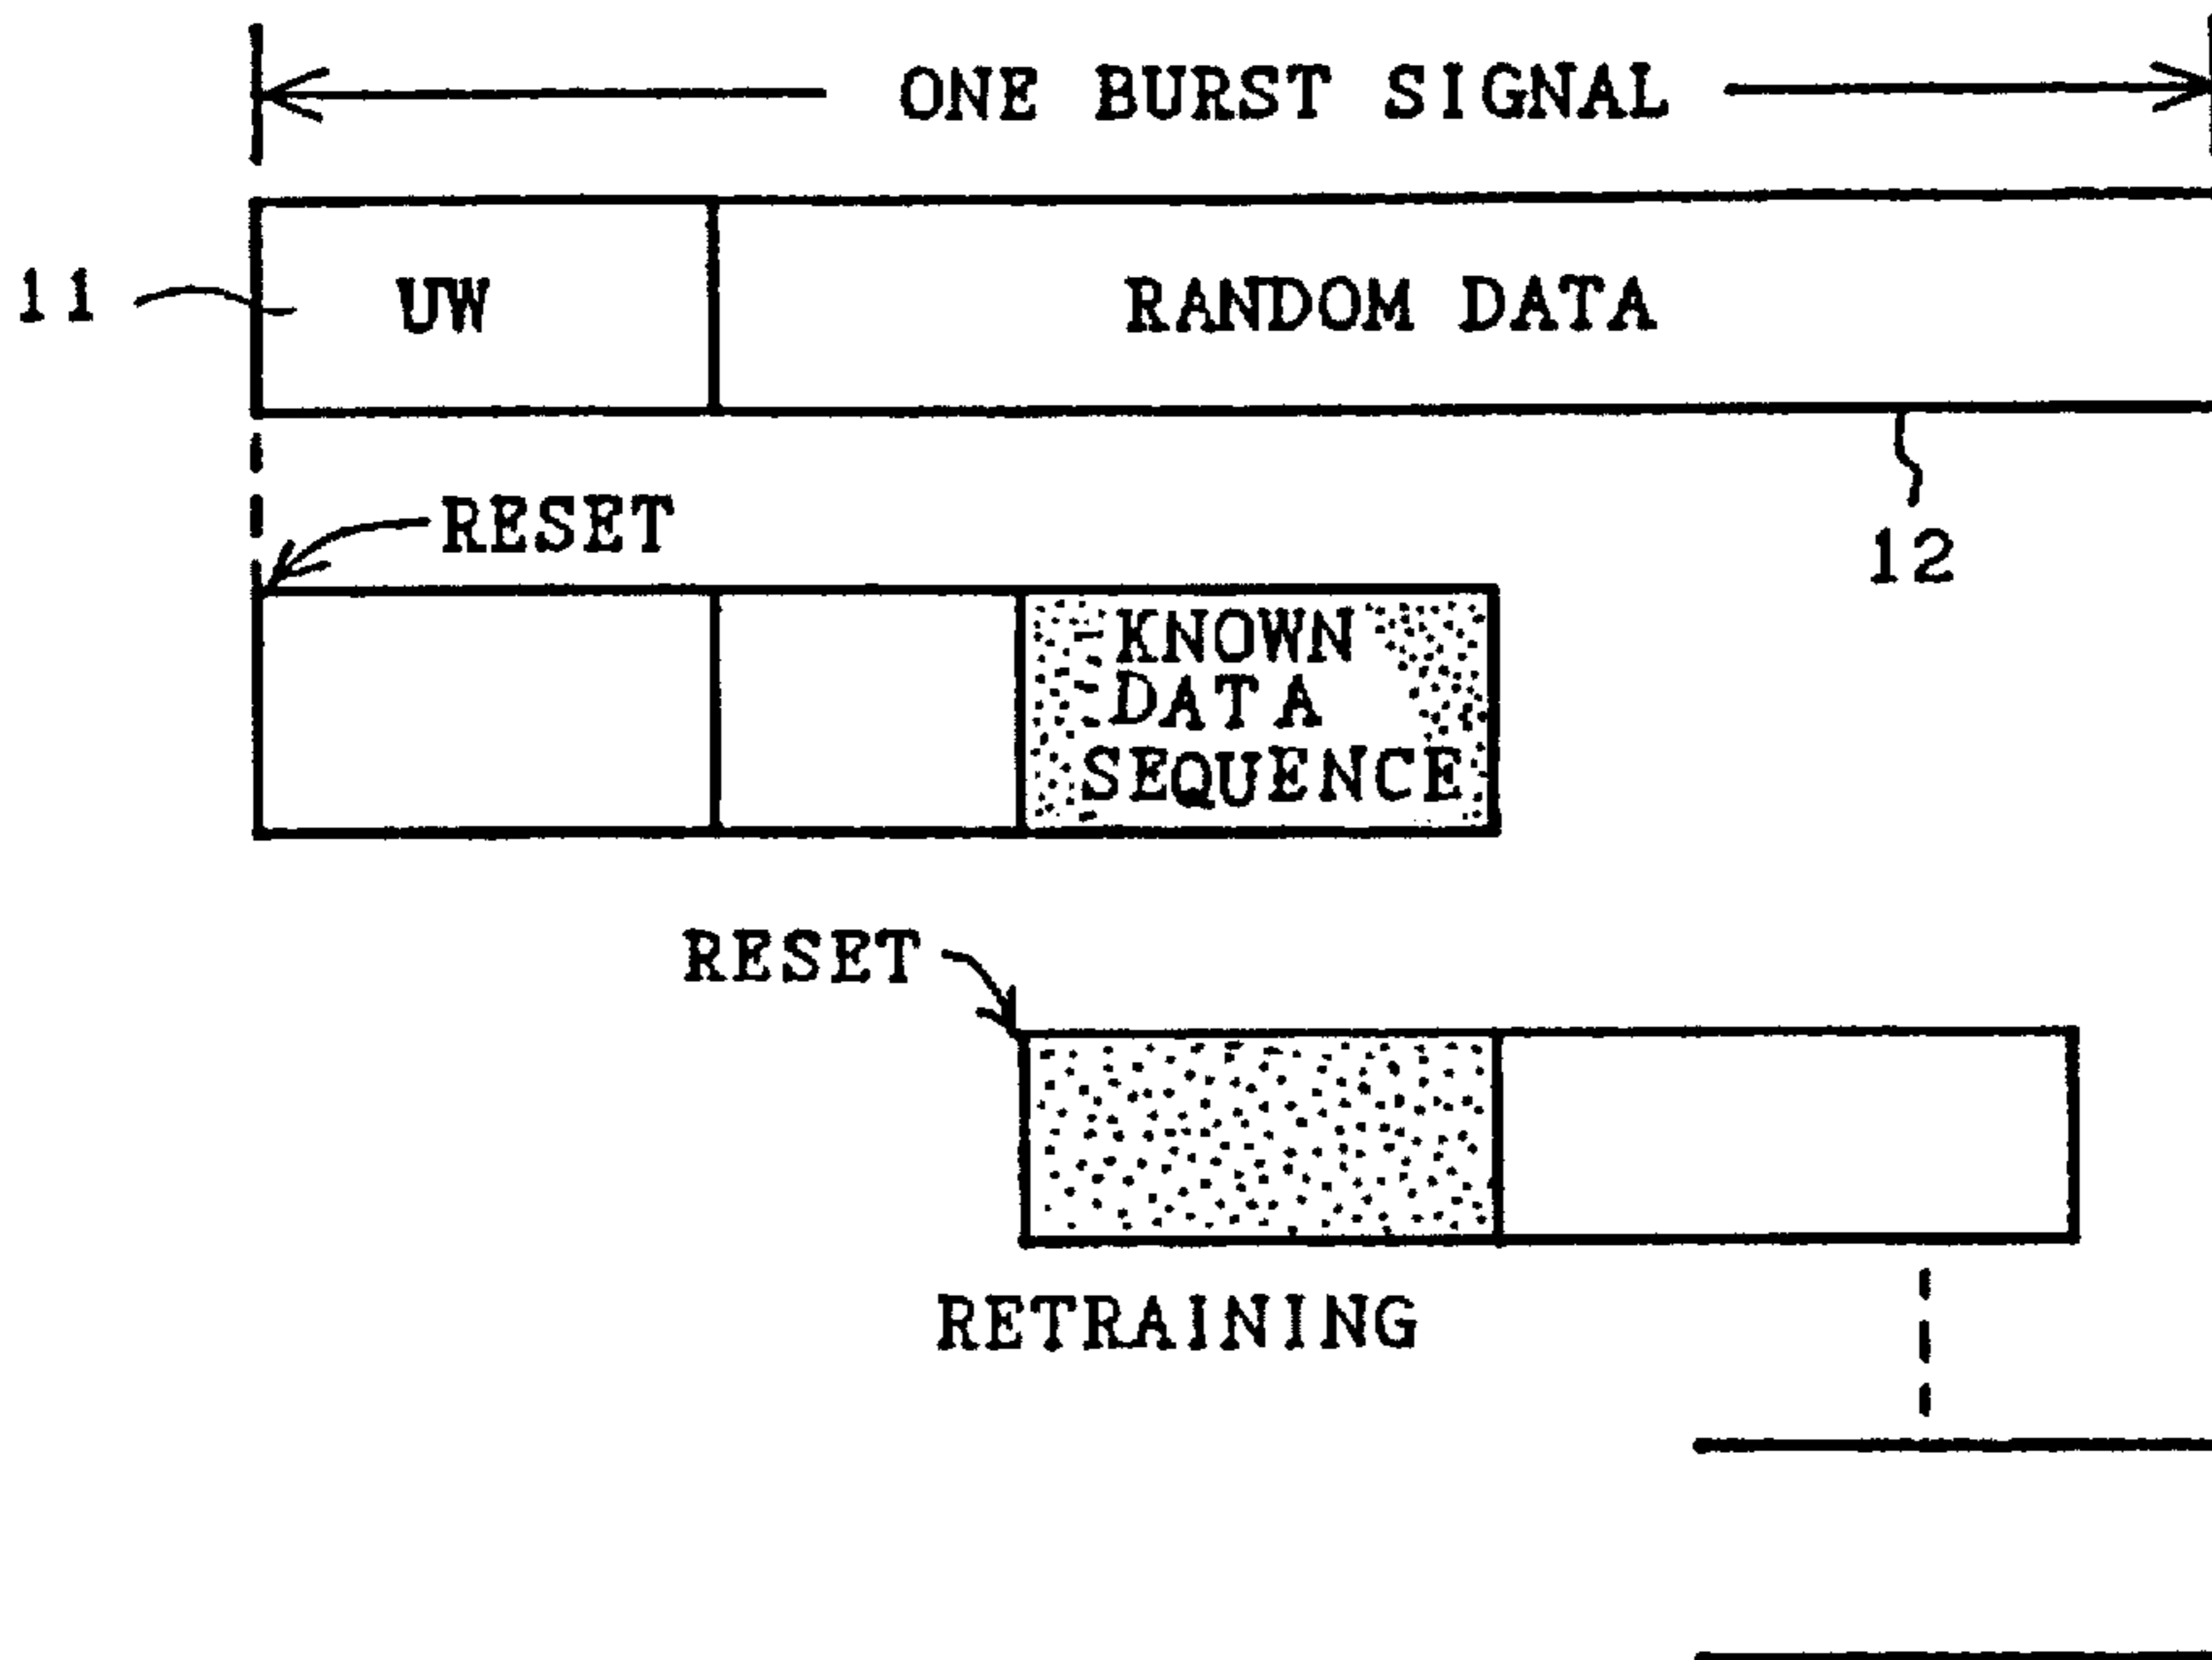 ONE BURST SIGNAL
11 UW RANDOM DATA
12
RESET
KNOWN
DATA
SEQUENCE
RESET
RETRAINING